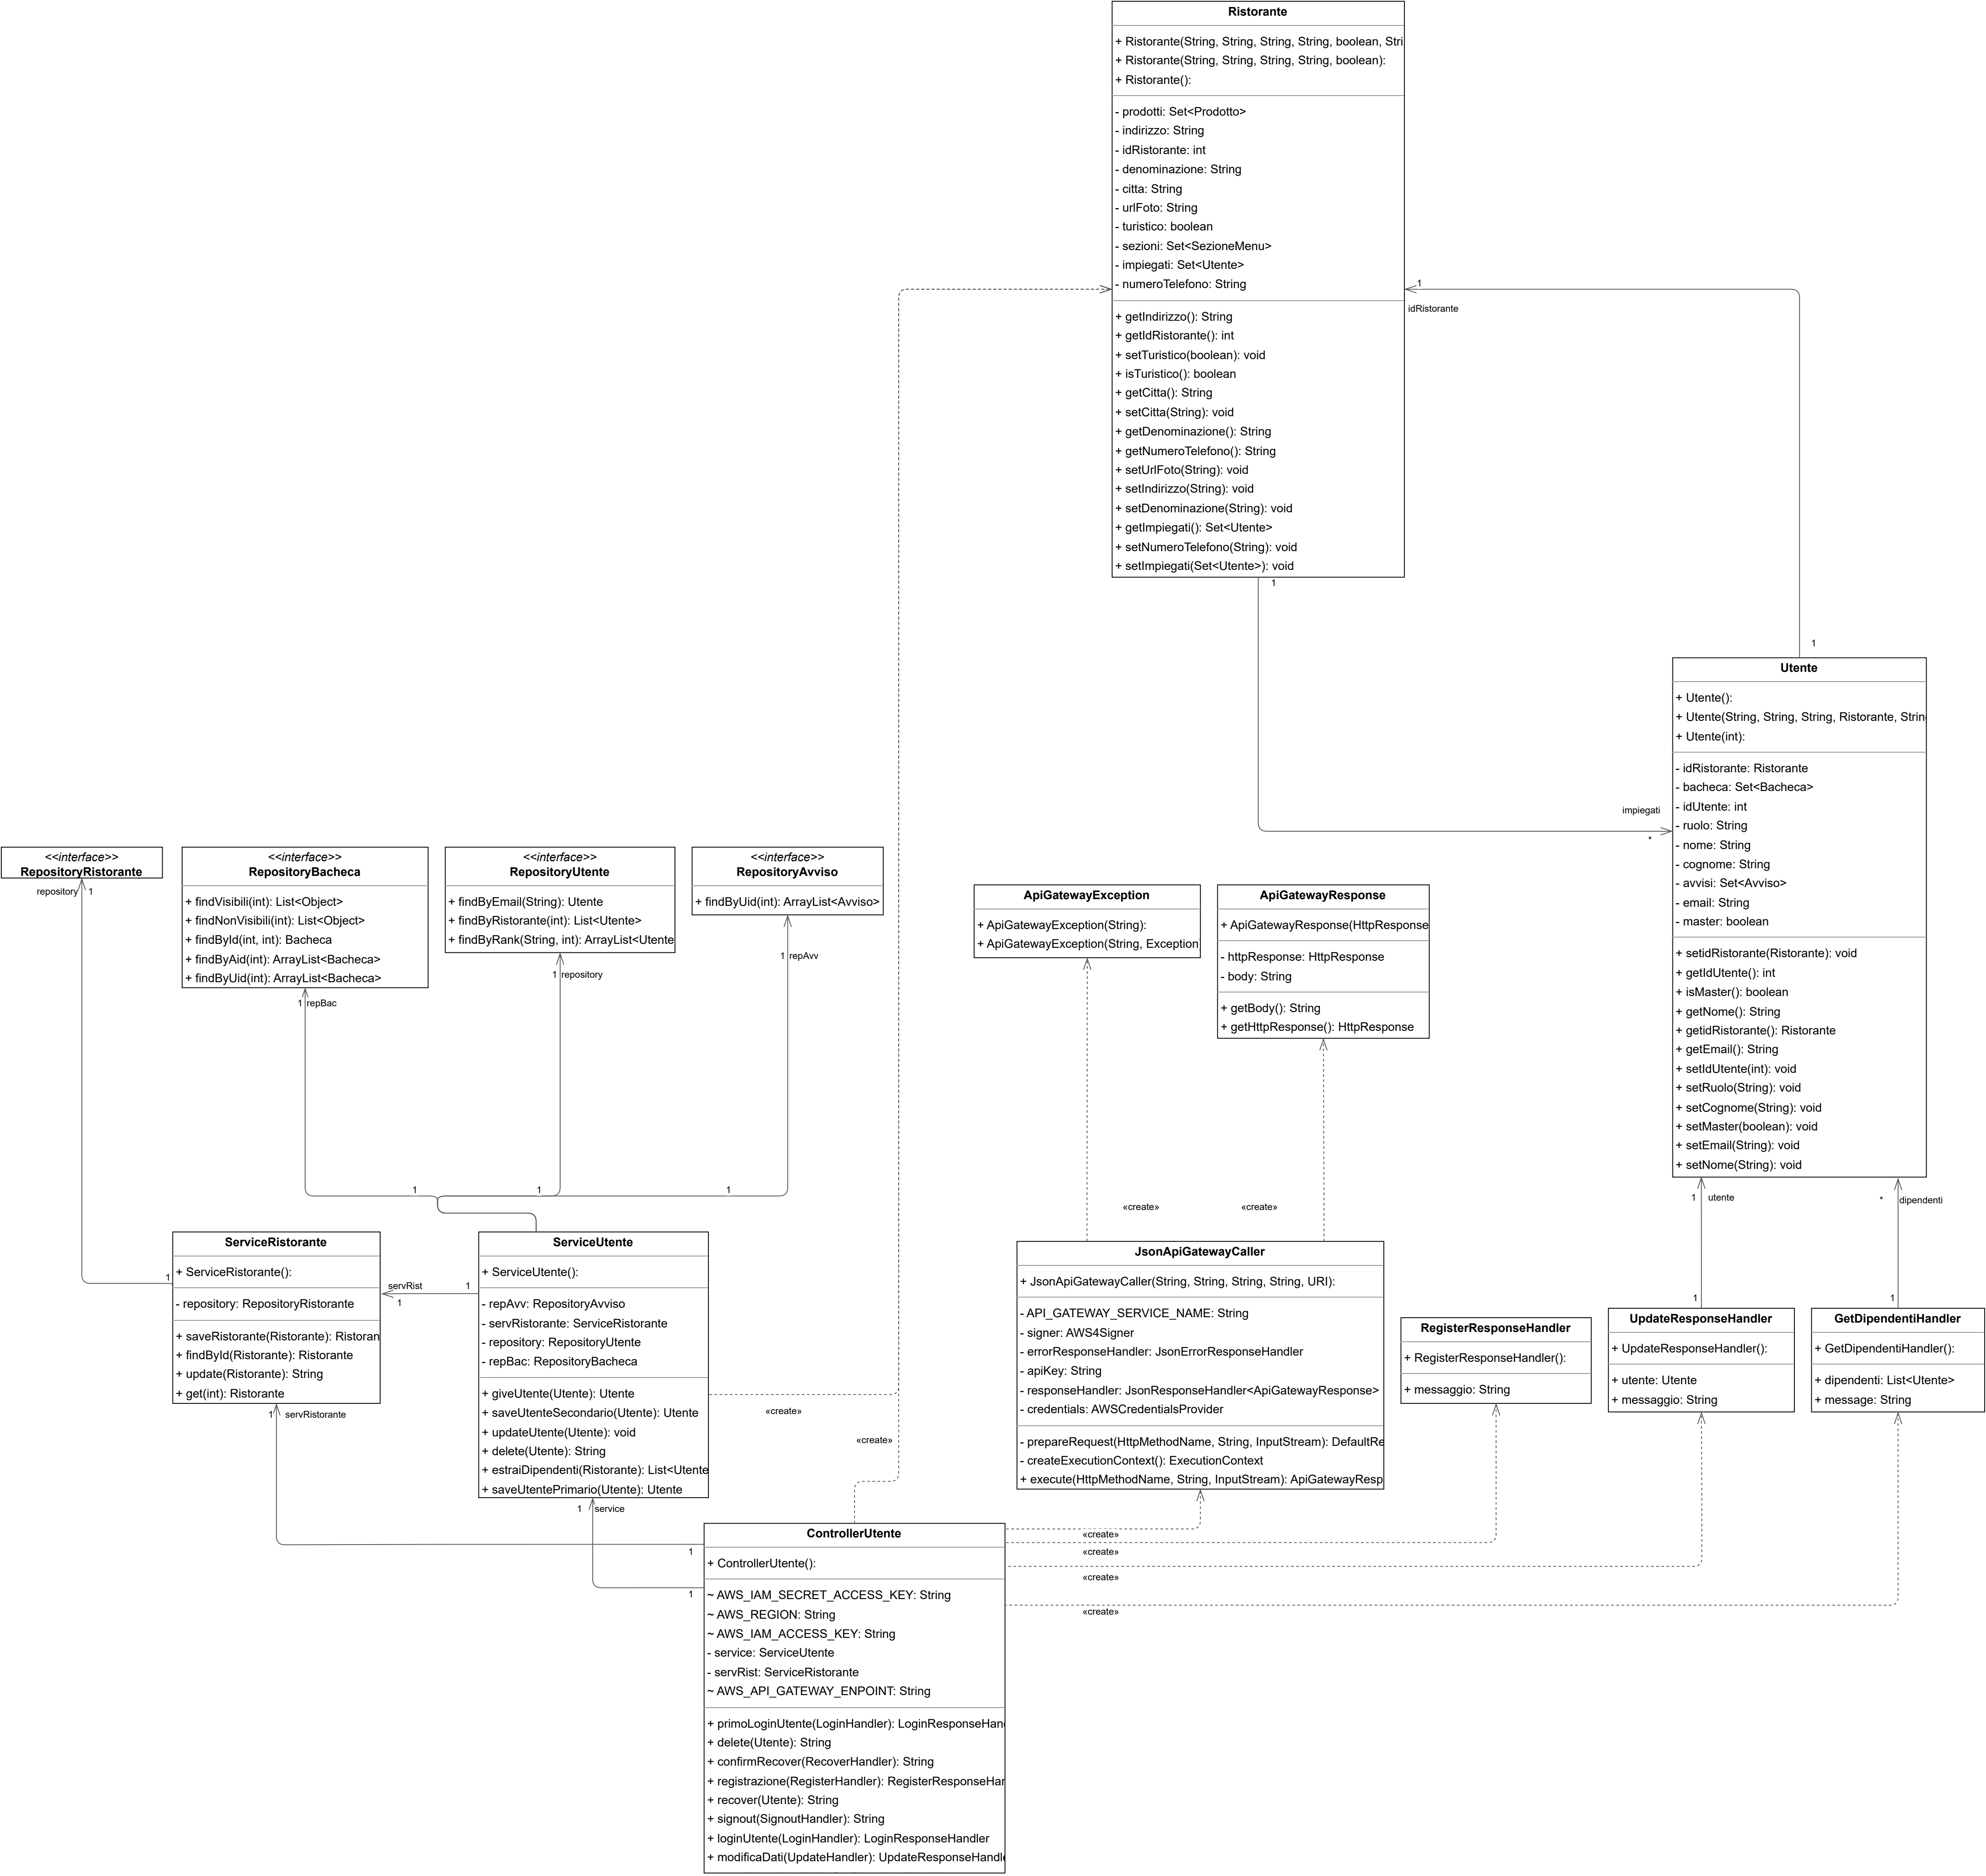 Ristorante
+ Ristorante(String, String, String, String, boolean, Stri
+ Ristorante(String, String, String, String, boolean):
+ Ristorante():
- prodotti: Set<Prodotto>
- indirizzo: String
- idRistorante: int
- denominazione: String
- citta: String
- urlFoto: String
- turistico: boolean
- sezioni: Set<SezioneMenu>
- impiegati: Set<Utente>
- numeroTelefono: String
+ getIndirizzo(): String
+ getIdRistorante(): int
+ setTuristico(boolean): void
+ isTuristico(): boolean
+ getCitta(): String
+ setCitta(String): void
+ getDenominazione(): String
+ getNumeroTelefono(): String
+ setUrlFoto(String): void
+ setIndirizzo(String): void
+ setDenominazione(String): void
+ getImpiegati(): Set<Utente>
+ setNumeroTelefono(String): void
+ setImpiegati(Set<Utente>): void
1
idRistorante
1
1
impiegati
*
Utente
+ Utente():
+ Utente(String, String, String, Ristorante, Strin
+ Utente(int):
- idRistorante: Ristorante
- bacheca: Set<Bacheca>
- idUtente: int
- ruolo: String
- nome: String
- cognome: String
- avvisi: Set<Avviso>
- email: String
- master: boolean
+ setidRistorante(Ristorante): void
+ getIdUtente(): int
+ isMaster(): boolean
+ getNome(): String
+ getidRistorante(): Ristorante
+ getEmail(): String
+ setIdUtente(int): void
+ setRuolo(String): void
+ setCognome(String): void
+ setMaster(boolean): void
+ setEmail(String): void
+ setNome(String): void
<<interface>>
RepositoryRistorante
repository 1
<<interface>>
RepositoryBacheca
+ findVisibili(int): List<Object>
+ findNonVisibili(int): List<Object>
+ findById(int, int): Bacheca
+ findByAid(int): ArrayList<Bacheca>
+ findByUid(int): ArrayList<Bacheca>
1 repBac
<<interface>>
RepositoryUtente
+ findByEmail(String): Utente
+ findByRistorante(int): List<Utente>
+ findByRank(String, int): ArrayList<Utente
1 repository
<<interface>>
RepositoryAvviso
+ findByUid(int): ArrayList<Avviso>
1 repAvv
ApiGatewayException
+ ApiGatewayException(String):
+ ApiGatewayException(String, Exception
ApiGatewayResponse
+ ApiGatewayResponse(HttpResponse
- httpResponse: HttpResponse
- body: String
+ getBody(): String
+ getHttpResponse(): HttpResponse
1
1
1
«create»
«create»
1 utente
* dipendenti
ServiceRistorante
+ ServiceRistorante():
- repository: RepositoryRistorante
+ saveRistorante(Ristorante): Ristoran
+ findById(Ristorante): Ristorante
+ update(Ristorante): String
+ get(int): Ristorante
1
servRist
1
1
1 servRistorante
ServiceUtente
+ ServiceUtente():
- repAvv: RepositoryAvviso
- servRistorante: ServiceRistorante
- repository: RepositoryUtente
- repBac: RepositoryBacheca
+ giveUtente(Utente): Utente
+ saveUtenteSecondario(Utente): Utente
+ updateUtente(Utente): void
+ delete(Utente): String
+ estraiDipendenti(Ristorante): List<Utente
+ saveUtentePrimario(Utente): Utente
1 service
«create»
«create»
JsonApiGatewayCaller
+ JsonApiGatewayCaller(String, String, String, String, URI):
- API_GATEWAY_SERVICE_NAME: String
- signer: AWS4Signer
- errorResponseHandler: JsonErrorResponseHandler
- apiKey: String
- responseHandler: JsonResponseHandler<ApiGatewayResponse>
- credentials: AWSCredentialsProvider
- prepareRequest(HttpMethodName, String, InputStream): DefaultRe
- createExecutionContext(): ExecutionContext
+ execute(HttpMethodName, String, InputStream): ApiGatewayResp
RegisterResponseHandler
+ RegisterResponseHandler():
+ messaggio: String
1
UpdateResponseHandler
+ UpdateResponseHandler():
+ utente: Utente
+ messaggio: String
1
GetDipendentiHandler
+ GetDipendentiHandler():
+ dipendenti: List<Utente>
+ message: String
1
1
«create»
«create»
«create»
«create»
ControllerUtente
+ ControllerUtente():
~ AWS_IAM_SECRET_ACCESS_KEY: String
~ AWS_REGION: String
~ AWS_IAM_ACCESS_KEY: String
- service: ServiceUtente
- servRist: ServiceRistorante
~ AWS_API_GATEWAY_ENPOINT: String
+ primoLoginUtente(LoginHandler): LoginResponseHan
+ delete(Utente): String
+ confirmRecover(RecoverHandler): String
+ registrazione(RegisterHandler): RegisterResponseHar
+ recover(Utente): String
+ signout(SignoutHandler): String
+ loginUtente(LoginHandler): LoginResponseHandler
+ modificaDati(UpdateHandler): UpdateResponseHandl